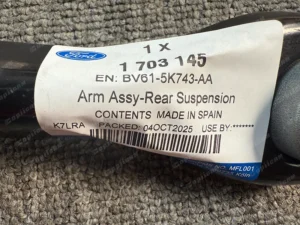 Ford
1 X
1 703 145
EN: BV61-5K743-AA
Arm Assy-Rear Suspension
CONTENTS MADE IN SPAIN
K7LRA PACKED: 04OCT2025 USE BY:*******
MFL001